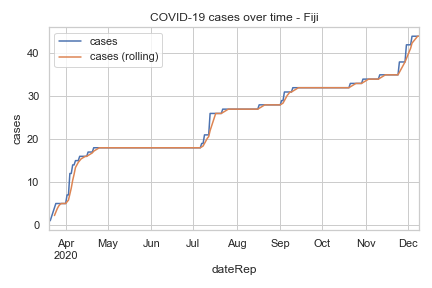 COVID-19 cases over time - Fiji
cases
cases (rolling)
cases
40
30
20
10
0
Apr May Jun Jul Aug Sep Oct Nov Dec
2020
dateRep